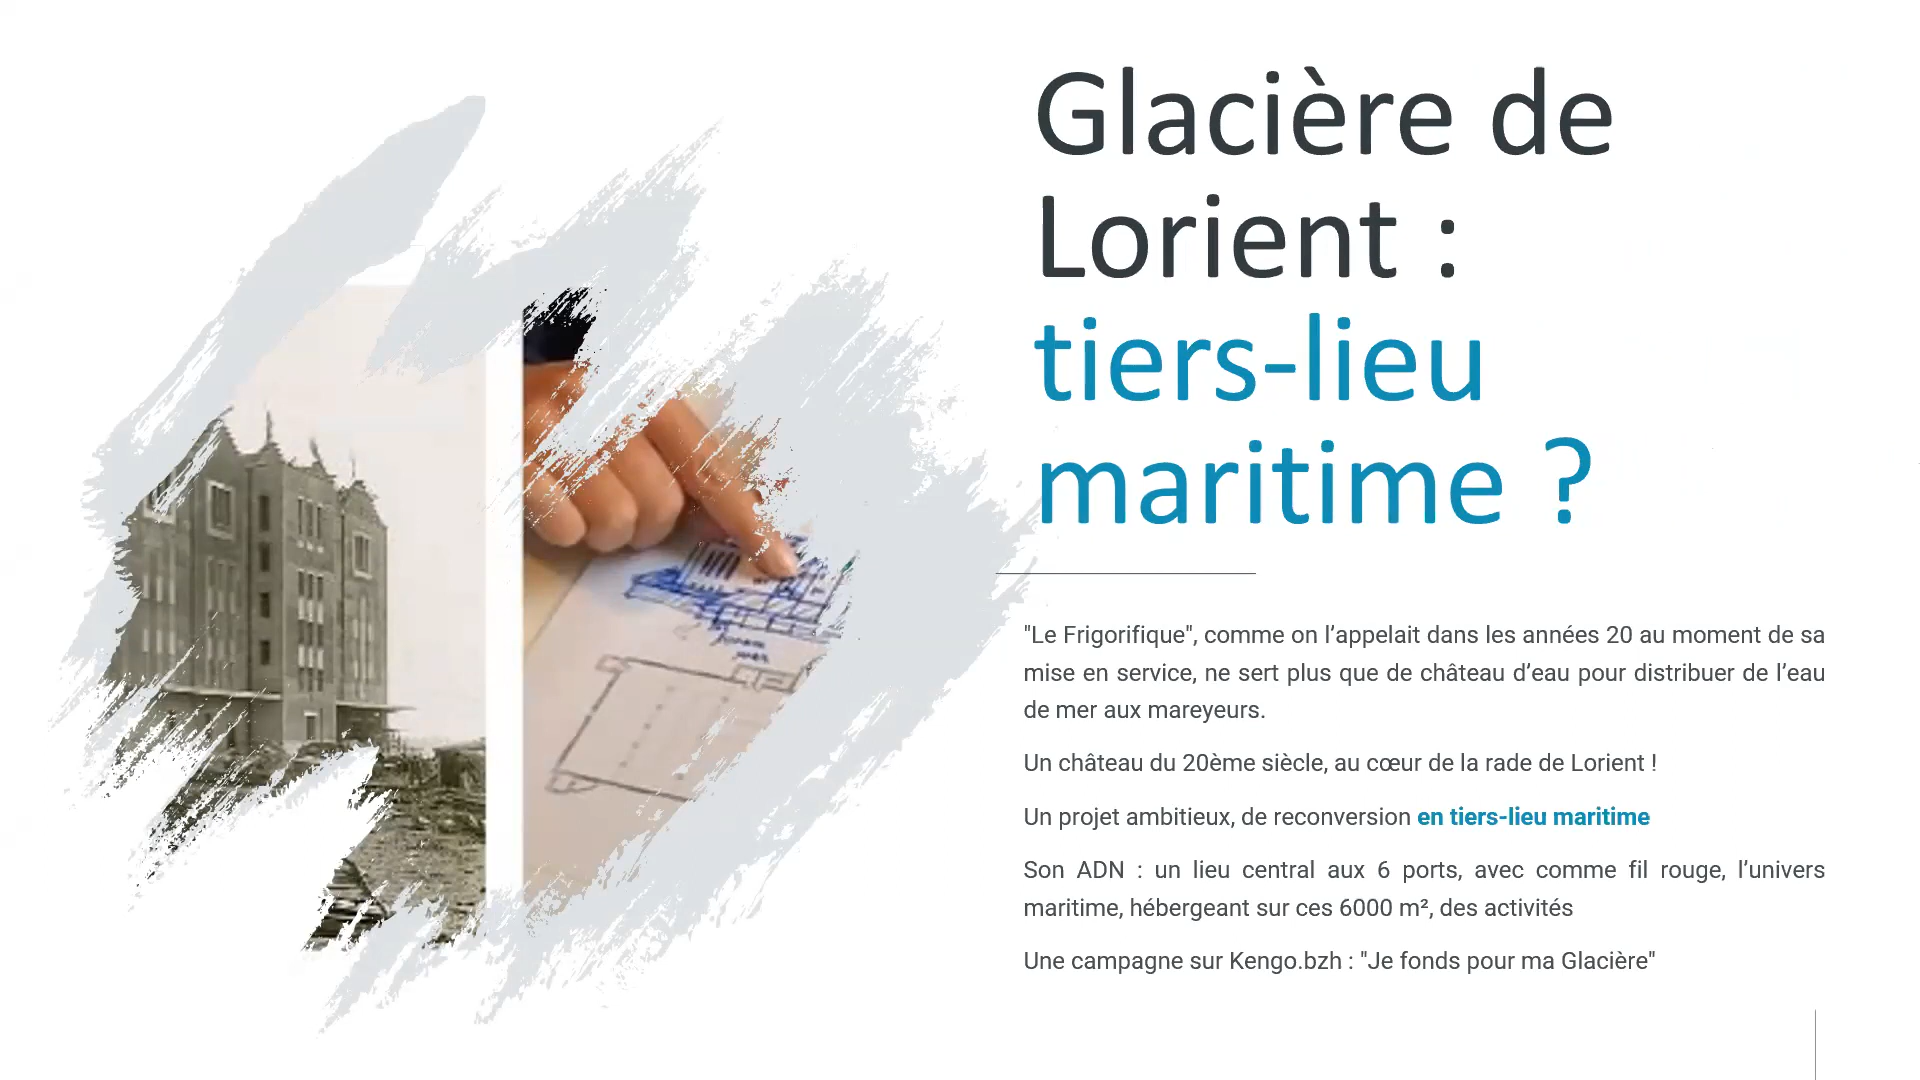 Glacière de
Lorient :
tiers-lieu
maritime ?
"Le Frigorifique", comme on l’appelait dans les années 20 au moment de sa
mise en service, ne sert plus que de château d’eau pour distribuer de l’eau
de mer aux mareyeurs.
Un château du 20ème siècle, au cœur de la rade de Lorient !
Un projet ambitieux, de reconversion en tiers-lieu maritime
Son ADN : un lieu central aux 6 ports, avec comme fil rouge, l’univers
maritime, hébergeant sur ces 6000 m², des activités
Une campagne sur Kengo.bzh : "Je fonds pour ma Glacière"